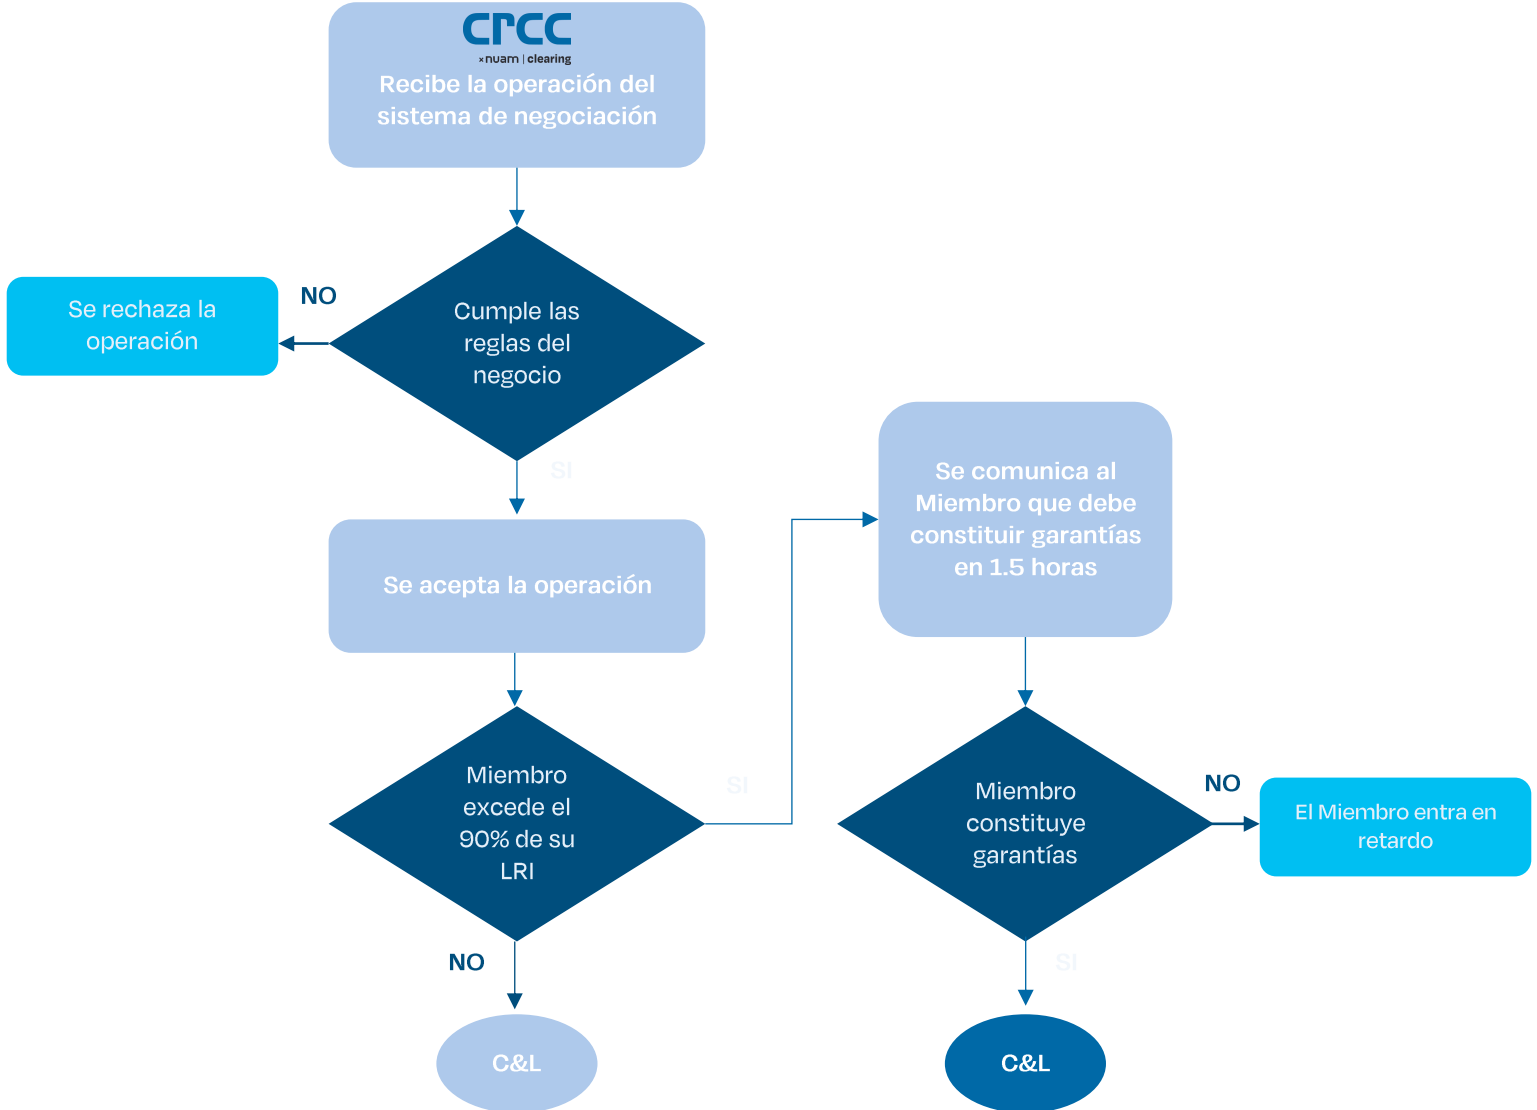 crcc
×nuam | clearing
Recibe la operación del
sistema de negociación
NO
Se rechaza la
operación
Cumple las
reglas del
negocio
SI
Se acepta la operación
Se comunica al
Miembro que debe
constituir garantías
en 1.5 horas
Miembro
excede el
90% de su
LRI
SI
Miembro
constituye
garantías
NO
El Miembro entra en
retardo
NO
SI
C&L
C&L